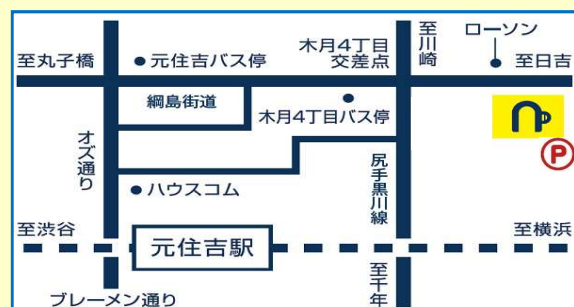 至丸子橋
元住吉バス停
木月4丁目
交差点
至川崎
ローソン
至日吉
綱島街道
木月4丁目バス停
オズ通り
ハウスコム
尻手黒川線
P
至渋谷
元住吉駅
至横浜
ブレーメン通り
至千年